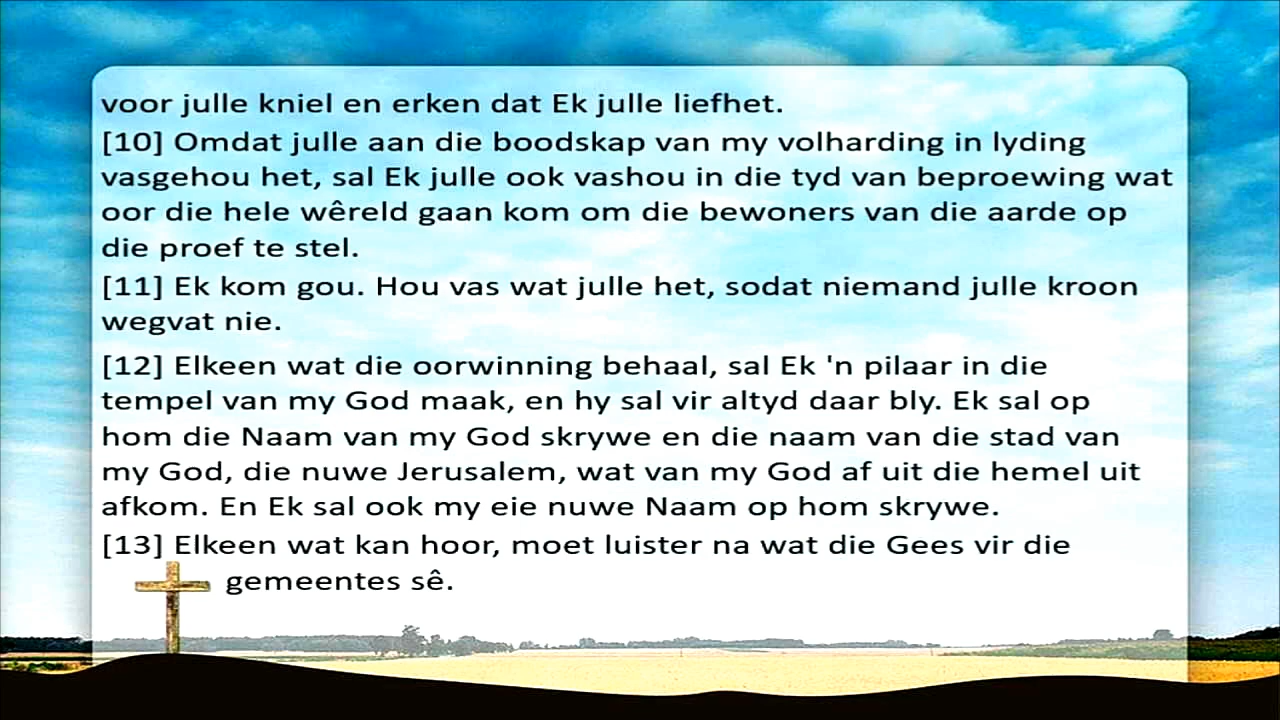 voor julle kniel en erken dat Ek julle liefhet.
[10] Omdat julle aan die boodskap van my volharding in lyding
vasgehou het, sal Ek julle ook vashou in die tyd van beproewing wat
oor die hele wêreld gaan kom om die bewoners van die aarde op
die proef te stel.
[11] Ek kom gou. Hou vas wat julle het, sodat niemand julle kroon
wegvat nie.
[12] Elkeen wat die oorwinning behaal, sal Ek 'n pilaar in die
tempel van my God maak, en hy sal vir altyd daar bly. Ek sal op
hom die Naam van my God skrywe en die naam van die stad van
my God, die nuwe Jerusalem, wat van my God af uit die hemel uit
afkom. En Ek sal ook my eie nuwe Naam op hom skrywe.
[13] Elkeen wat kan hoor, moet luister na wat die Gees vir die
gemeentes sê.